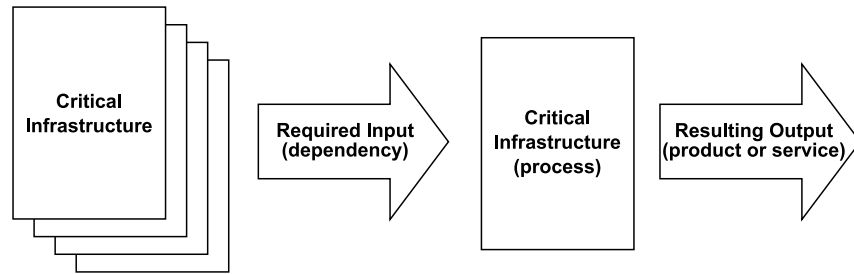 Critical
Infrastructure
Required Input
(dependency)
Critical
Infrastructure
(process)
Resulting Output
(product or service)